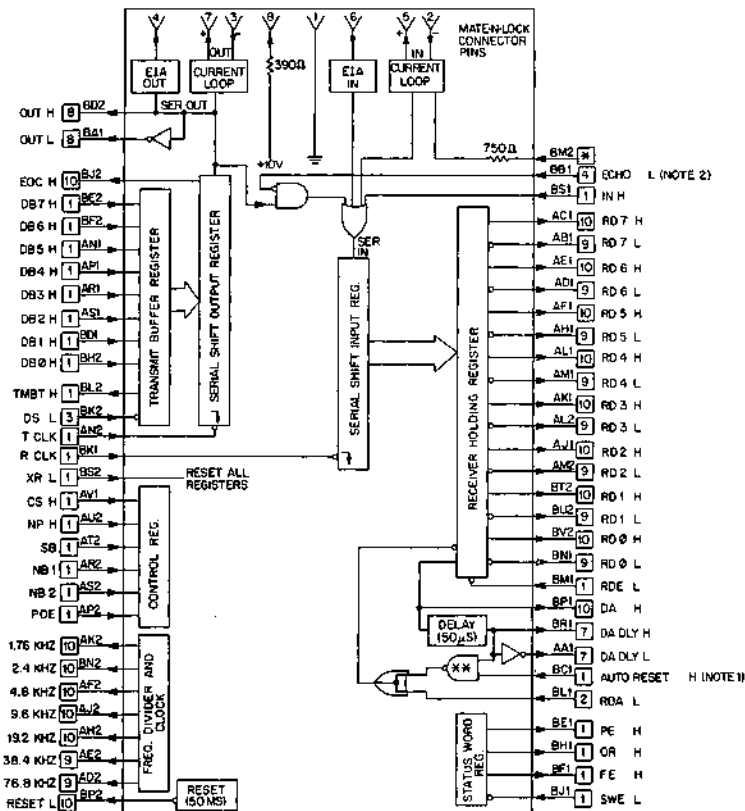 4 7 3 8 1 6 5 2
MATE-N-LOCK
CONNECTOR
PINS
+ OUT -
+ IN -
EIA OUT
CURRENT LOOP
390Ω
EIA IN
CURRENT LOOP
SER OUT
+10V
750Ω
OUT H 8 BD2
OUT L 8 BA1
EOC H 10 BJ2
DB7 H 1 BE2
DB6 H 1 BF2
DB5 H 1 AN1
DB4 H 1 AP1
DB3 H 1 AR1
DB2 H 1 AS1
DB1 H 1 BD1
DB0 H 1 BH2
TMBT H 1 BL2
DS L 3 BK2
T CLK 1 AN2
R CLK 1 BK1
XR L 1 BS2
RESET ALL
REGISTERS
CS H 1 AV1
NP H 1 AU2
SB 1 AT2
NB 1 1 AR2
NB 2 1 AS2
POE 1 AP2
1.76 KHZ 10 AK2
2.4 KHZ 10 BN2
4.8 KHZ 10 AF2
9.6 KHZ 10 AJ2
19.2 KHZ 10 AH2
38.4 KHZ 9 AE2
76.8 KHZ 9 AD2
RESET L 10 BP2
TRANSMIT BUFFER REGISTER
SERIAL SHIFT OUTPUT REGISTER
CONTROL REG.
FREQ. DIVIDER AND CLOCK
RESET
(50 MS)
SER
IN
SERIAL SHIFT INPUT REG.
RECEIVER HOLDING REGISTER
DELAY
(50μS)
**
STATUS WORD REG.
BM2 *
BB1 4 ECHO L (NOTE 2)
BS1 1 IN H
AC1 10 RD 7 H
AB1 9 RD 7 L
AE1 10 RD 6 H
AD1 9 RD 6 L
AF1 10 RD 5 H
AH1 9 RD 5 L
AL1 10 RD 4 H
AM1 9 RD 4 L
AK1 10 RD 3 H
AL2 9 RD 3 L
AJ1 10 RD 2 H
AM2 9 RD 2 L
BT2 10 RD 1 H
BU2 9 RD 1 L
BV2 10 RD 0 H
BN1 9 RD 0 L
BM1 1 RDE L
BP1 10 DA H
BR1 7 DA DLY H
AA1 7 DA DLY L
BC1 1 AUTO RESET H (NOTE 1)
BL1 2 RDA L
BE1 1 PE H
BH1 1 OR H
BF1 1 FE H
BJ1 1 SWE L